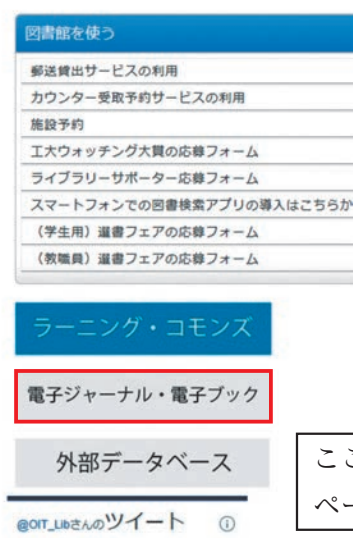 図書館を使う
郵送貸出サービスの利用
カウンター受取予約サービスの利用
施設予約
工大ウォッチング大賞の応募フォーム
ライブラリーサポーター応募フォーム
スマートフォンでの図書検索アプリの導入はこちらか
（学生用）選書フェアの応募フォーム
（教職員）選書フェアの応募フォーム
ラーニング・コモンズ
電子ジャーナル・電子ブック
外部データベース
ここ
ペー
@OIT_Libさんのツイート